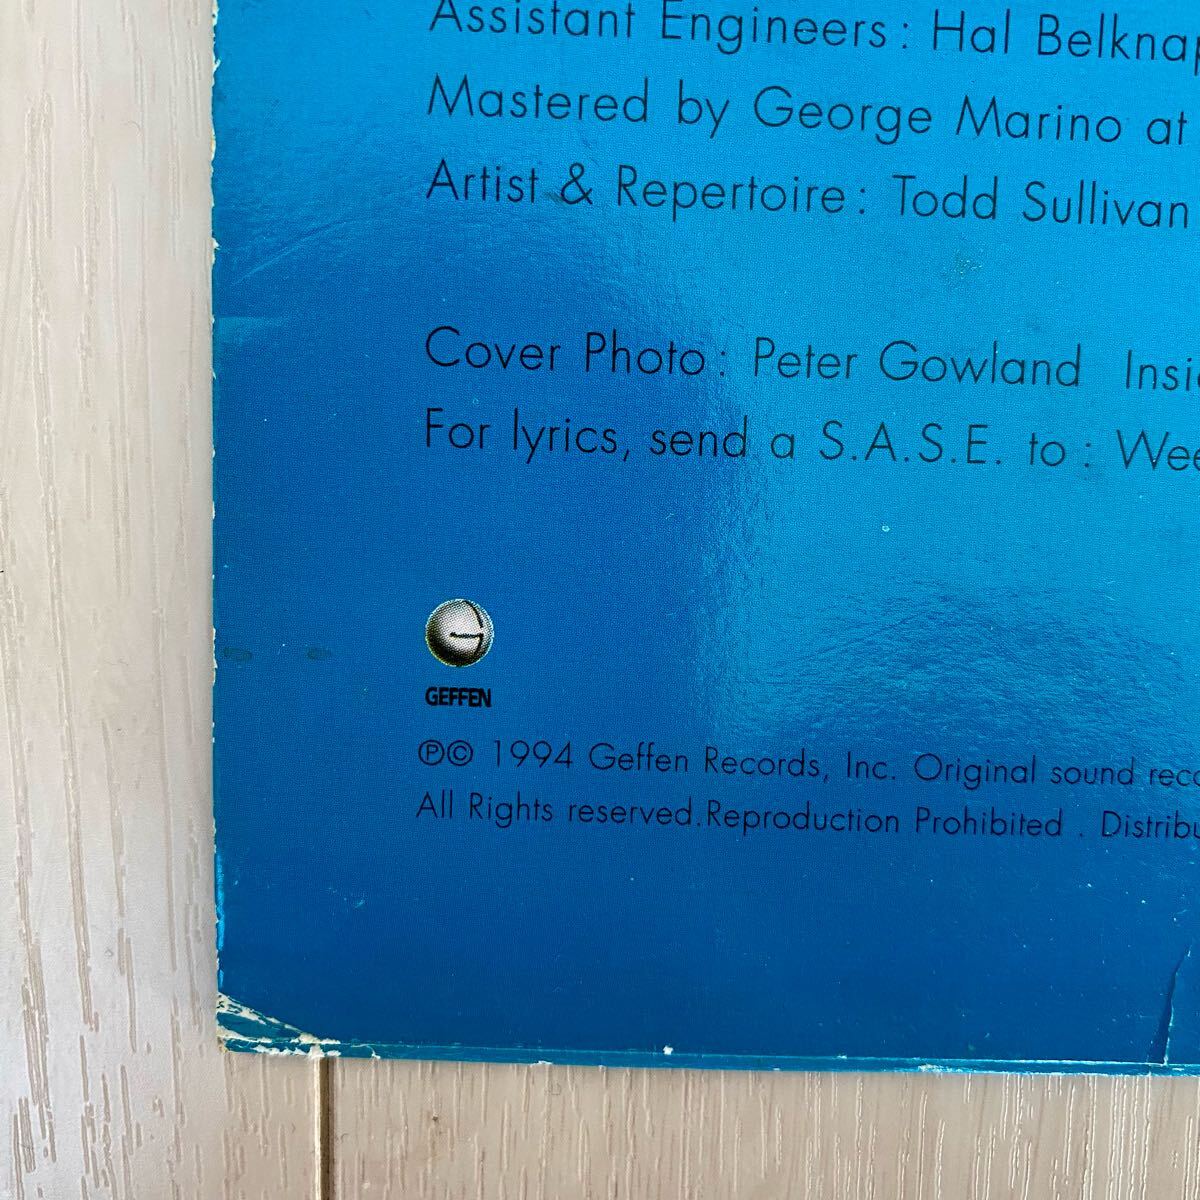 Assistant Engineers : Hal Belknap
Mastered by George Marino at
Artist & Repertoire : Todd Sullivan
Cover Photo : Peter Gowland
For lyrics, send a S.A.S.E. to :
GEFFEN
℗© 1994 Geffen Records, Inc. Original sound
All Rights reserved.Reproduction Prohibited .